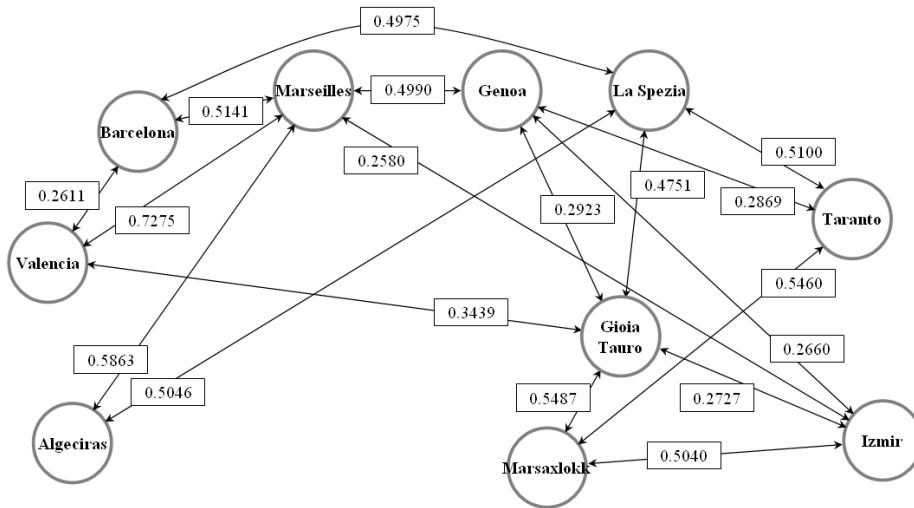 0.4975
Marseilles
0.4990
Genoa
La Spezia
Barcelona
0.5141
0.2580
0.5100
0.4751
0.2611
0.7275
0.2923
0.2869
Taranto
Valencia
0.5460
0.3439
Gioia
Tauro
0.5863
0.5046
0.2660
0.5487
0.2727
Algeciras
Marsaxlokk
0.5040
Izmir